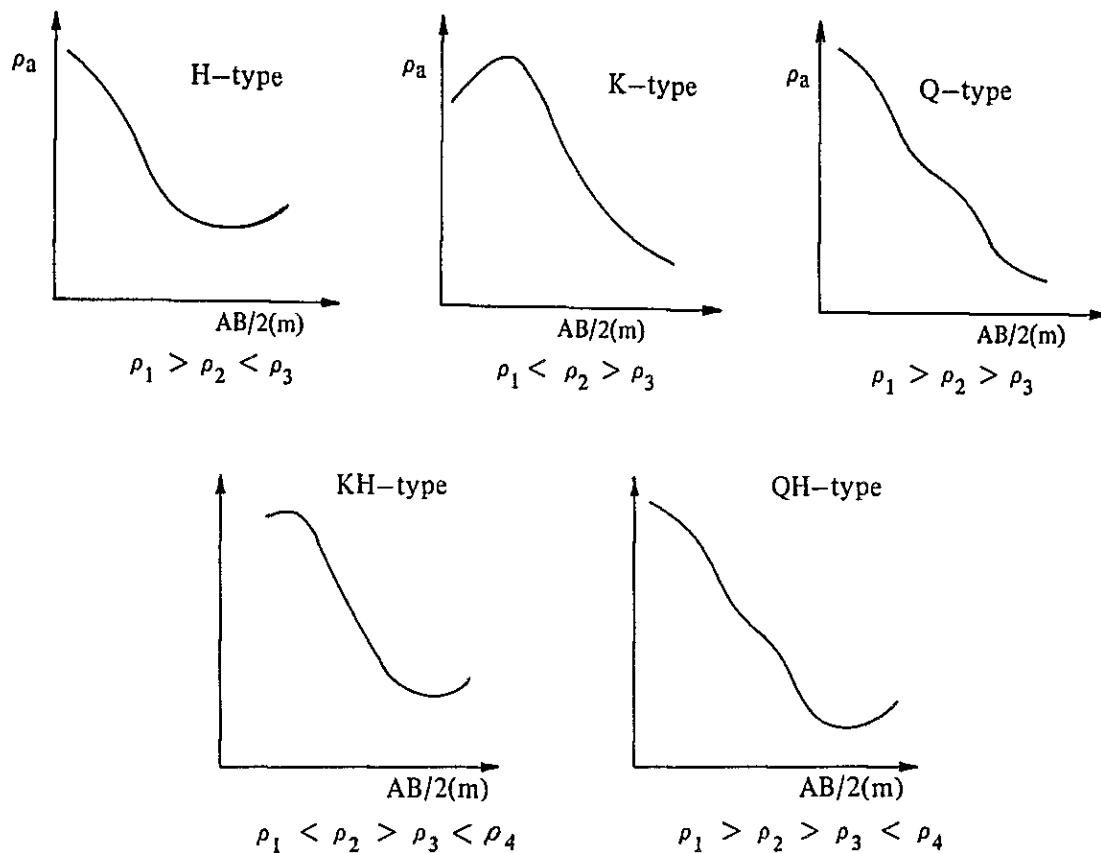 H–type
ρa
AB/2(m)
ρ1 > ρ2 < ρ3
K–type
ρa
AB/2(m)
ρ1 < ρ2 > ρ3
Q–type
ρa
AB/2(m)
ρ1 > ρ2 > ρ3
KH–type
AB/2(m)
ρ1 < ρ2 > ρ3 < ρ4
QH–type
AB/2(m)
ρ1 > ρ2 > ρ3 < ρ4